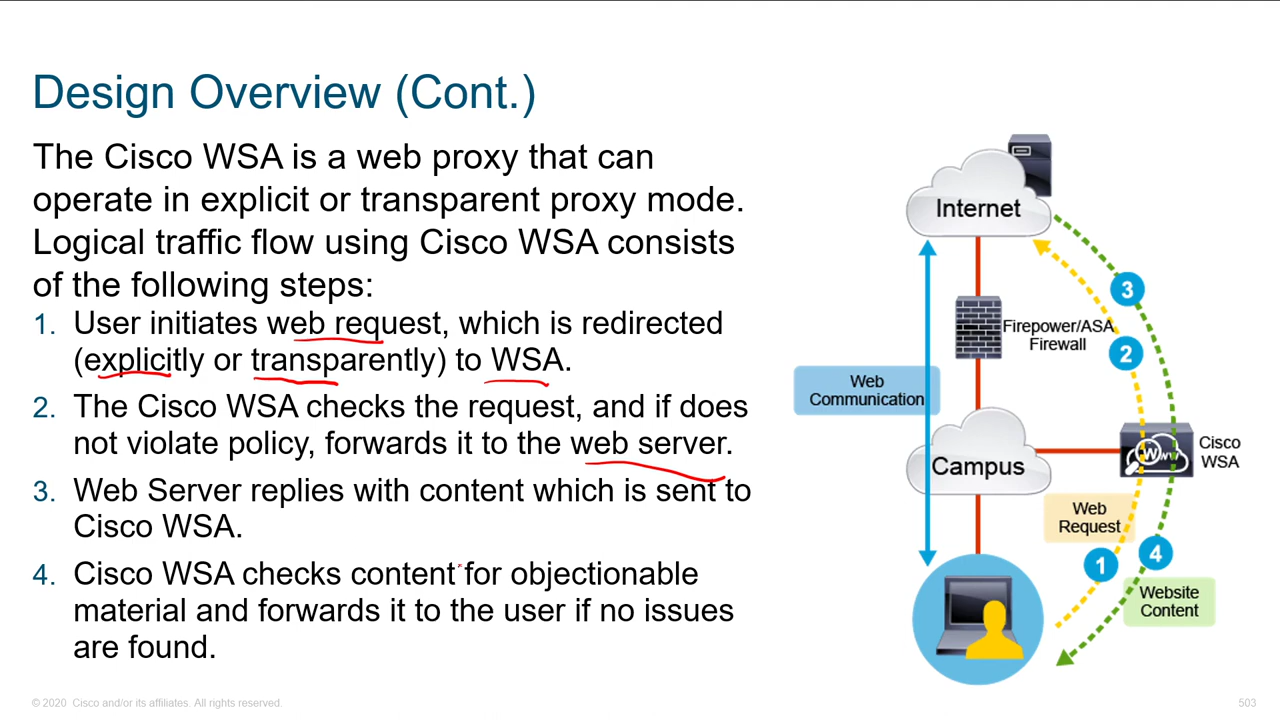 Design Overview (Cont.)
The Cisco WSA is a web proxy that can
operate in explicit or transparent proxy mode.
Logical traffic flow using Cisco WSA consists
of the following steps:
1. User initiates web request, which is redirected
(explicitly or transparently) to WSA.
2. The Cisco WSA checks the request, and if does
not violate policy, forwards it to the web server.
3. Web Server replies with content which is sent to
Cisco WSA.
4. Cisco WSA checks content for objectionable
material and forwards it to the user if no issues
are found.
Internet
3
Firepower/ASA
Firewall
2
Web
Communication
Cisco
WSA
Campus
Web
Request
1
4
Website
Content
© 2020 Cisco and/or its affiliates. All rights reserved.
503